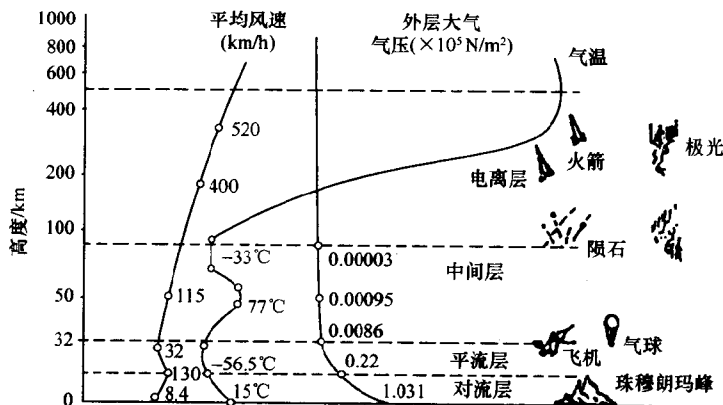 平均风速
(km/h)
外层大气
气压(×10⁵N/m²)
高度/km
1000
800
600
400
200
100
50
32
0
气温
520
400
115
32
130
8.4
-33℃
77℃
-56.5℃
15℃
0.00003
0.00095
0.0086
0.22
1.031
电离层
火箭
极光
陨石
中间层
平流层
飞机
气球
对流层
珠穆朗玛峰